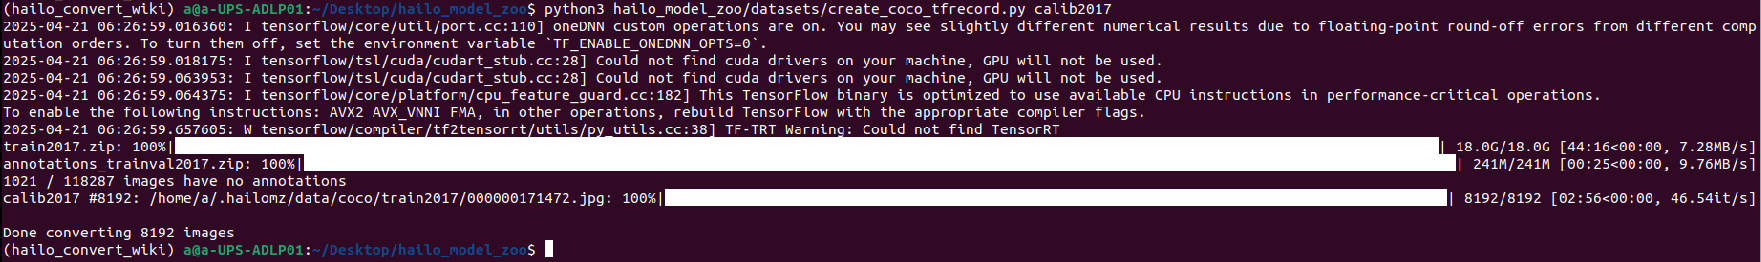 (hailo_convert_wiki) a@a-UPS-ADLP01:~/Desktop/hailo_model_zoo$ python3 hailo_model_zoo/datasets/create_coco_tfrecord.py calib2017
2025-04-21 06:26:59.016360: I tensorflow/core/util/port.cc:110] oneDNN custom operations are on. You may see slightly different numerical results due to floating-point round-off errors from different comp
utation orders. To turn them off, set the environment variable `TF_ENABLE_ONEDNN_OPTS=0`.
2025-04-21 06:26:59.018175: I tensorflow/tsl/cuda/cudart_stub.cc:28] Could not find cuda drivers on your machine, GPU will not be used.
2025-04-21 06:26:59.063953: I tensorflow/tsl/cuda/cudart_stub.cc:28] Could not find cuda drivers on your machine, GPU will not be used.
2025-04-21 06:26:59.064375: I tensorflow/core/platform/cpu_feature_guard.cc:182] This TensorFlow binary is optimized to use available CPU instructions in performance-critical operations.
To enable the following instructions: AVX2 AVX_VNNI FMA, in other operations, rebuild TensorFlow with the appropriate compiler flags.
2025-04-21 06:26:59.657605: W tensorflow/compiler/tf2tensorrt/utils/py_utils.cc:38] TF-TRT Warning: Could not find TensorRT
train2017.zip: 100%| | 18.0G/18.0G [44:16<00:00, 7.28MB/s]
annotations_trainval2017.zip: 100%| | 241M/241M [00:25<00:00, 9.76MB/s]
1021 / 118287 images have no annotations
calib2017 #8192: /home/a/.hailomz/data/coco/train2017/000000171472.jpg: 100%| | 8192/8192 [02:56<00:00, 46.54it/s]
Done converting 8192 images
(hailo_convert_wiki) a@a-UPS-ADLP01:~/Desktop/hailo_model_zoo$